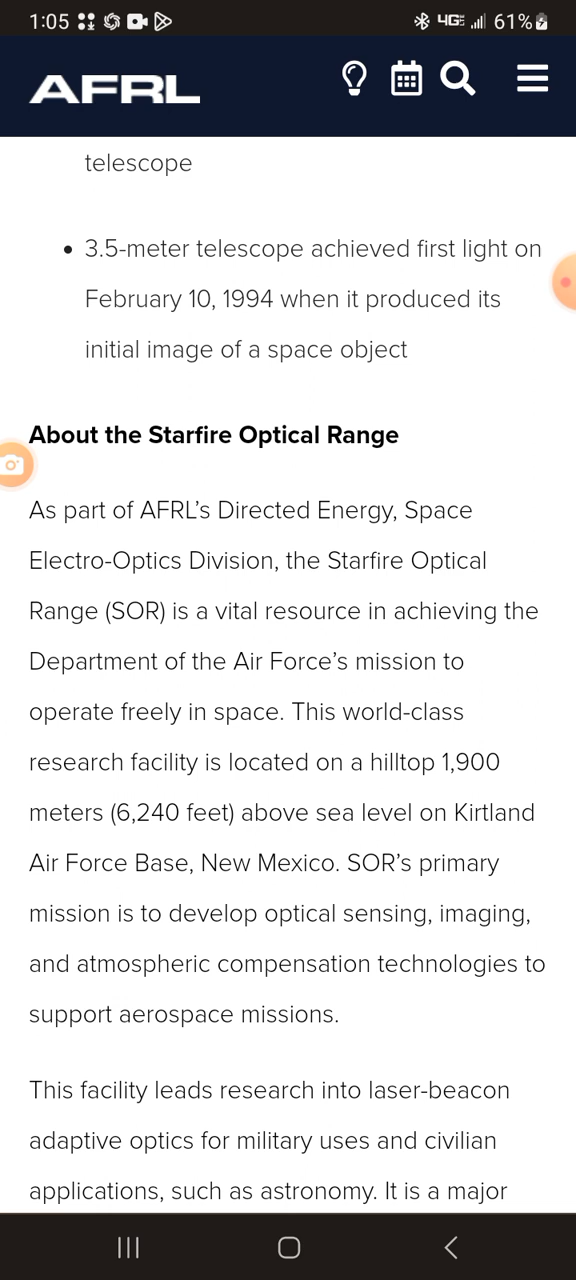 1:05
4GE
61%
AFRL
telescope
• 3.5-meter telescope achieved first light on
February 10, 1994 when it produced its
initial image of a space object
About the Starfire Optical Range
As part of AFRL’s Directed Energy, Space
Electro-Optics Division, the Starfire Optical
Range (SOR) is a vital resource in achieving the
Department of the Air Force’s mission to
operate freely in space. This world-class
research facility is located on a hilltop 1,900
meters (6,240 feet) above sea level on Kirtland
Air Force Base, New Mexico. SOR’s primary
mission is to develop optical sensing, imaging,
and atmospheric compensation technologies to
support aerospace missions.
This facility leads research into laser-beacon
adaptive optics for military uses and civilian
applications, such as astronomy. It is a major